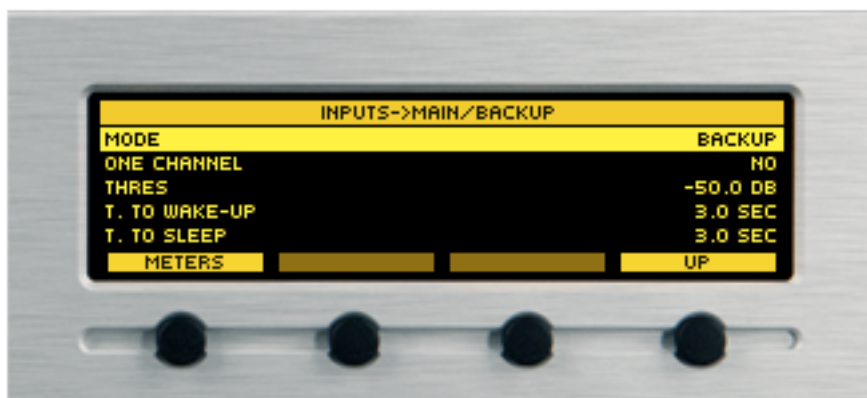 INPUTS->MAIN/BACKUP
MODE BACKUP
ONE CHANNEL NO
THRES -50.0 DB
T. TO WAKE-UP 3.0 SEC
T. TO SLEEP 3.0 SEC
METERS UP